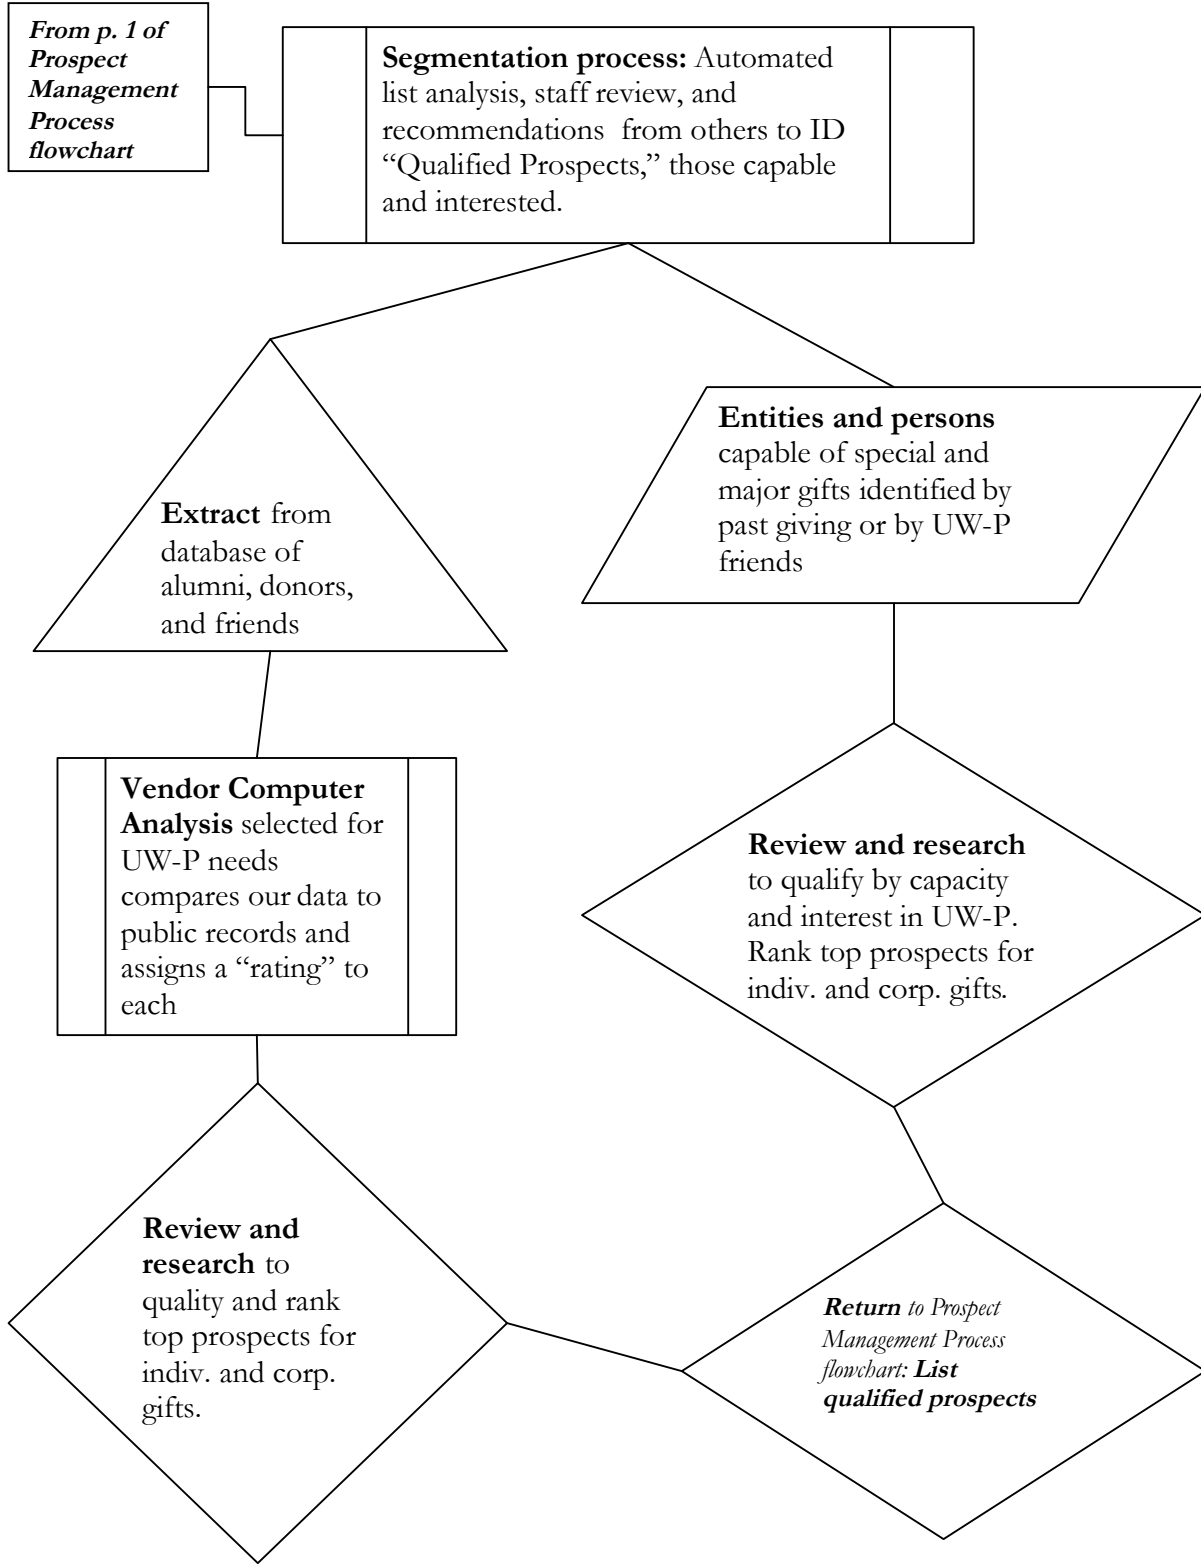 From p. 1 of
Prospect
Management
Process
flowchart
Segmentation process: Automated
list analysis, staff review, and
recommendations from others to ID
“Qualified Prospects,” those capable
and interested.
Extract from
database of
alumni, donors,
and friends
Entities and persons
capable of special and
major gifts identified by
past giving or by UW-P
friends
Vendor Computer
Analysis selected for
UW-P needs
compares our data to
public records and
assigns a “rating” to
each
Review and research
to qualify by capacity
and interest in UW-P.
Rank top prospects for
indiv. and corp. gifts.
Review and
research to
quality and rank
top prospects for
indiv. and corp.
gifts.
Return to Prospect
Management Process
flowchart: List
qualified prospects